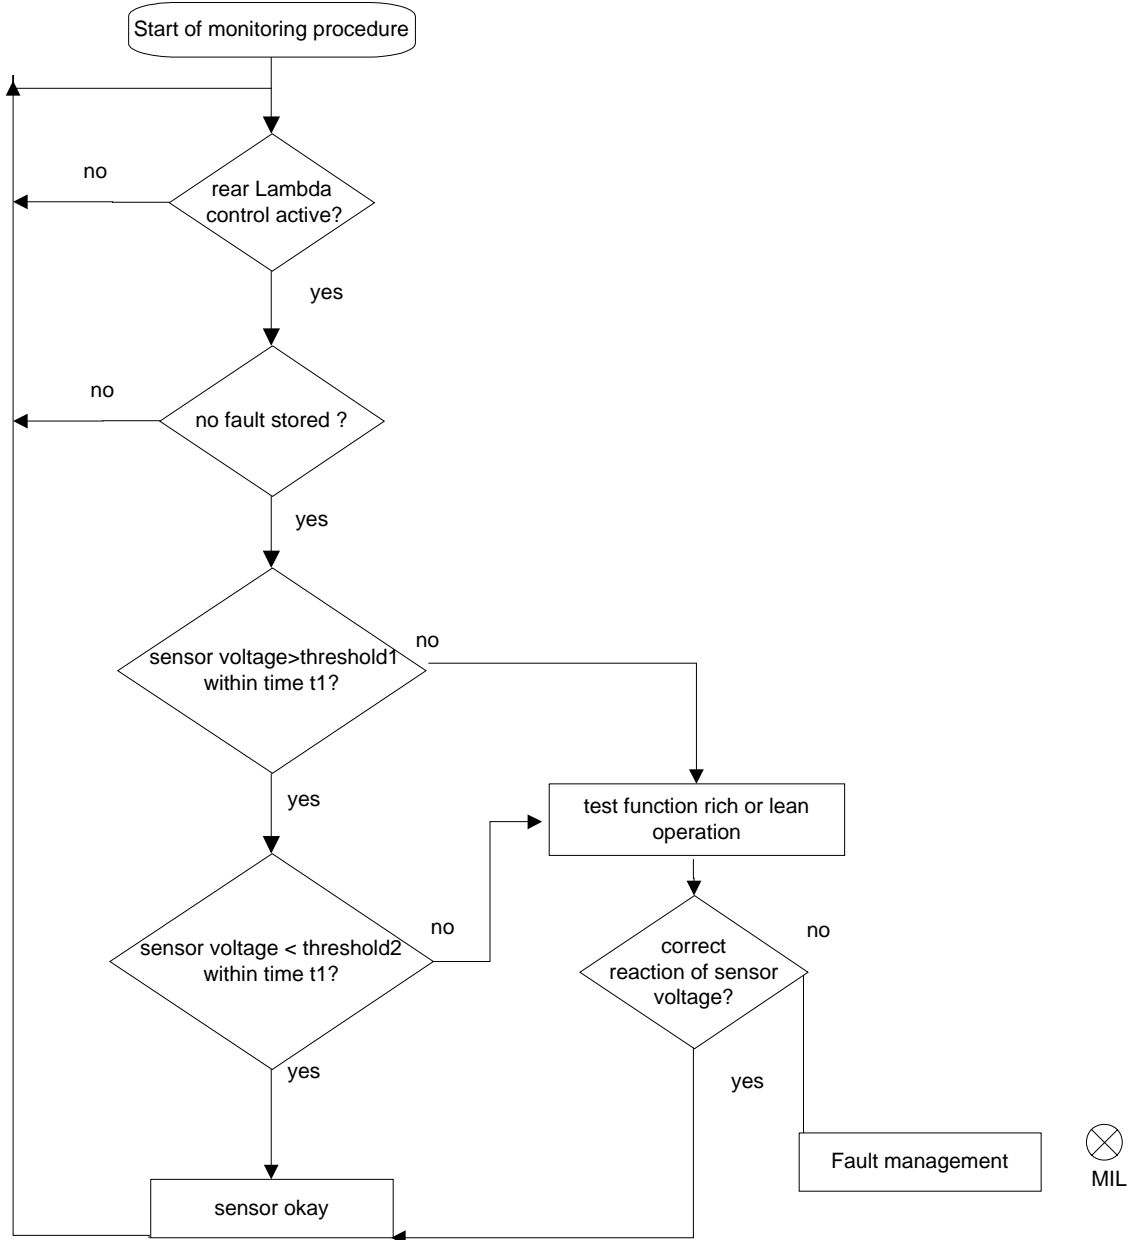 Start of monitoring procedure
no
rear Lambda
control active?
yes
no
no fault stored ?
yes
no
sensor voltage>threshold1
within time t1?
yes
test function rich or lean
operation
no
sensor voltage < threshold2
within time t1?
no
correct
reaction of sensor
voltage?
yes
yes
Fault management
MIL
sensor okay